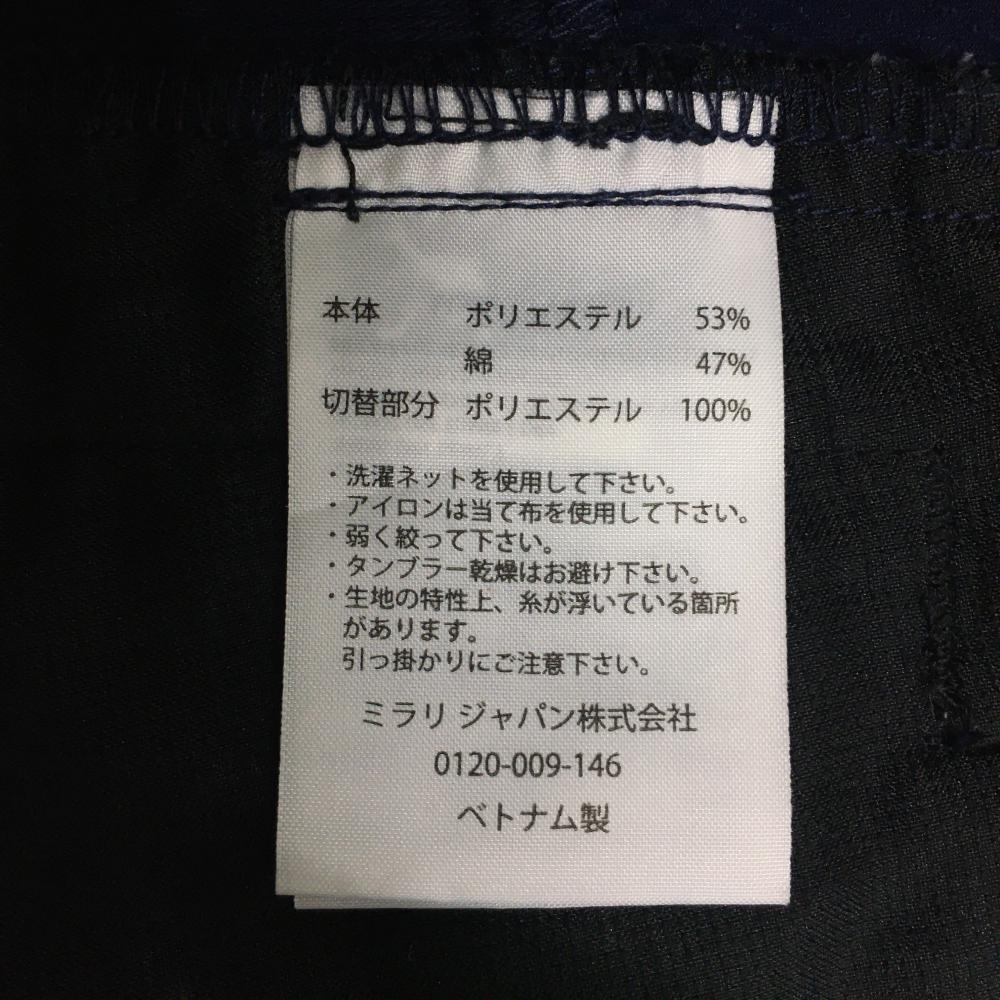 本体 ポリエステル 53%
綿 47%
切替部分 ポリエステル 100%
・洗濯ネットを使用して下さい。
・アイロンは当て布を使用して下さい。
・弱く絞って下さい。
・タンブラー乾燥はお避け下さい。
・生地の特性上、糸が浮いている箇所
があります。
引っ掛かりにご注意下さい。
ミラリ ジャパン株式会社
0120-009-146
ベトナム製